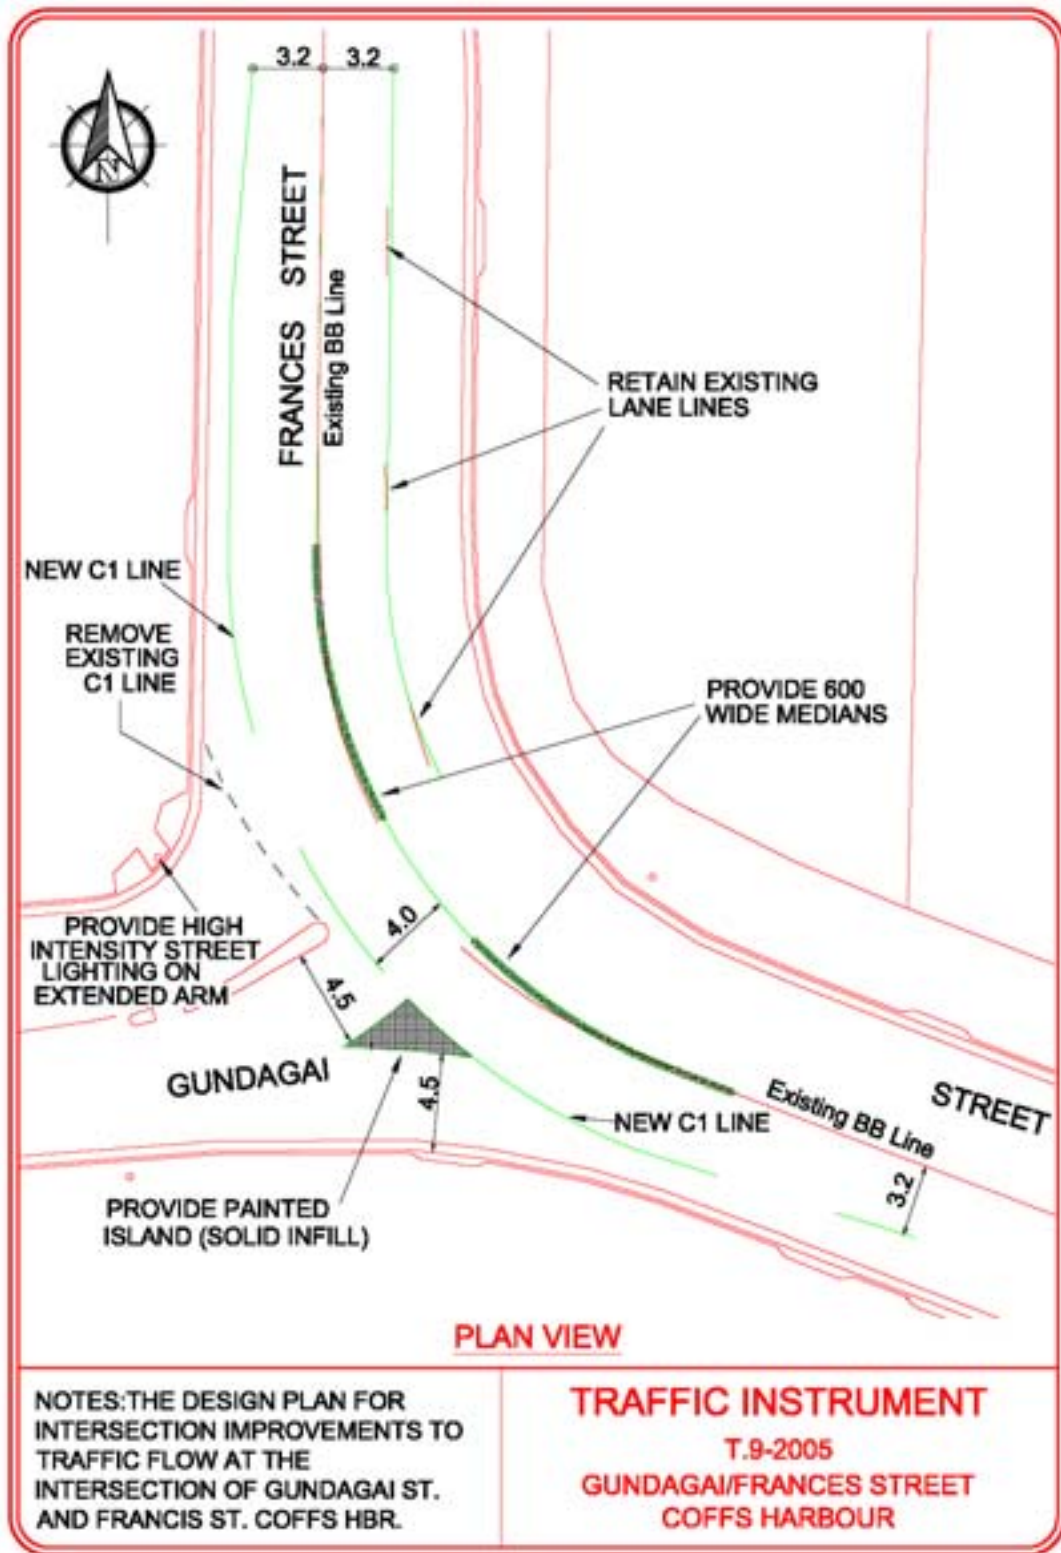 3.2 3.2
N
FRANCES STREET
Existing BB Line
RETAIN EXISTING
LANE LINES
NEW C1 LINE
REMOVE
EXISTING
C1 LINE
PROVIDE 600
WIDE MEDIANS
PROVIDE HIGH
INTENSITY STREET
LIGHTING ON
EXTENDED ARM
4.0
4.5
GUNDAGAI
4.5
Existing BB Line
STREET
NEW C1 LINE
3.2
PROVIDE PAINTED
ISLAND (SOLID INFILL)
PLAN VIEW
NOTES:THE DESIGN PLAN FOR
INTERSECTION IMPROVEMENTS TO
TRAFFIC FLOW AT THE
INTERSECTION OF GUNDAGAI ST.
AND FRANCIS ST. COFFS HBR.
TRAFFIC INSTRUMENT
T.9-2005
GUNDAGAI/FRANCES STREET
COFFS HARBOUR